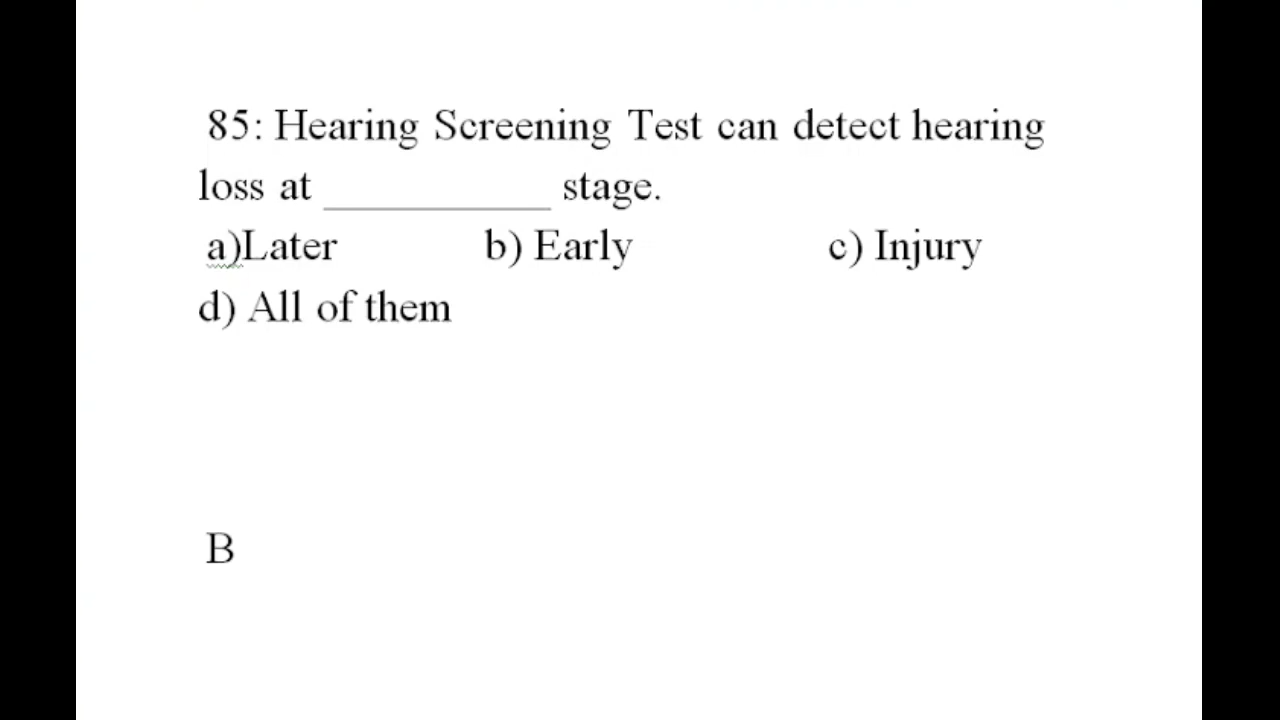 85: Hearing Screening Test can detect hearing
loss at ___________ stage.
a)Later b) Early c) Injury
d) All of them
B